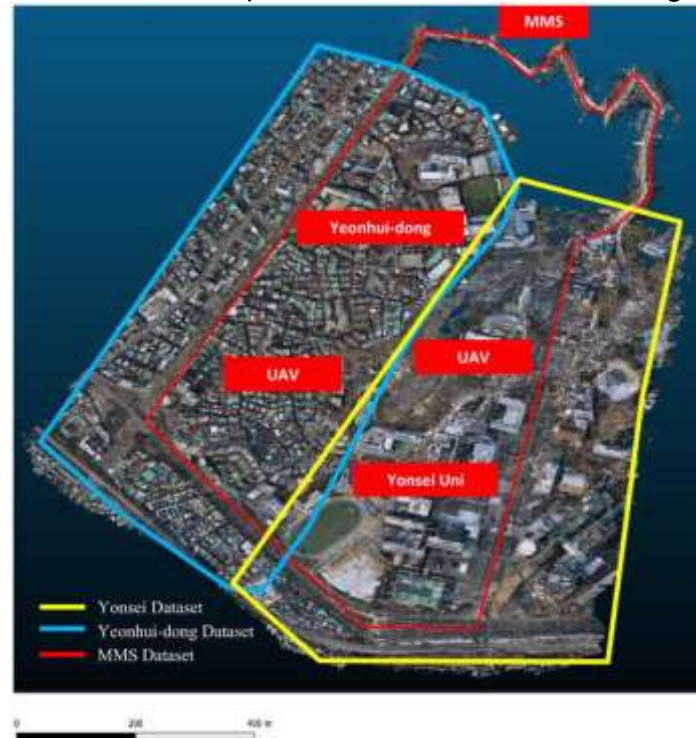 MMS
Yeonhui-dong
UAV
UAV
Yonsei Uni
Yonsei Dataset
Yeonhui-dong Dataset
MMS Dataset
0 200 400 m